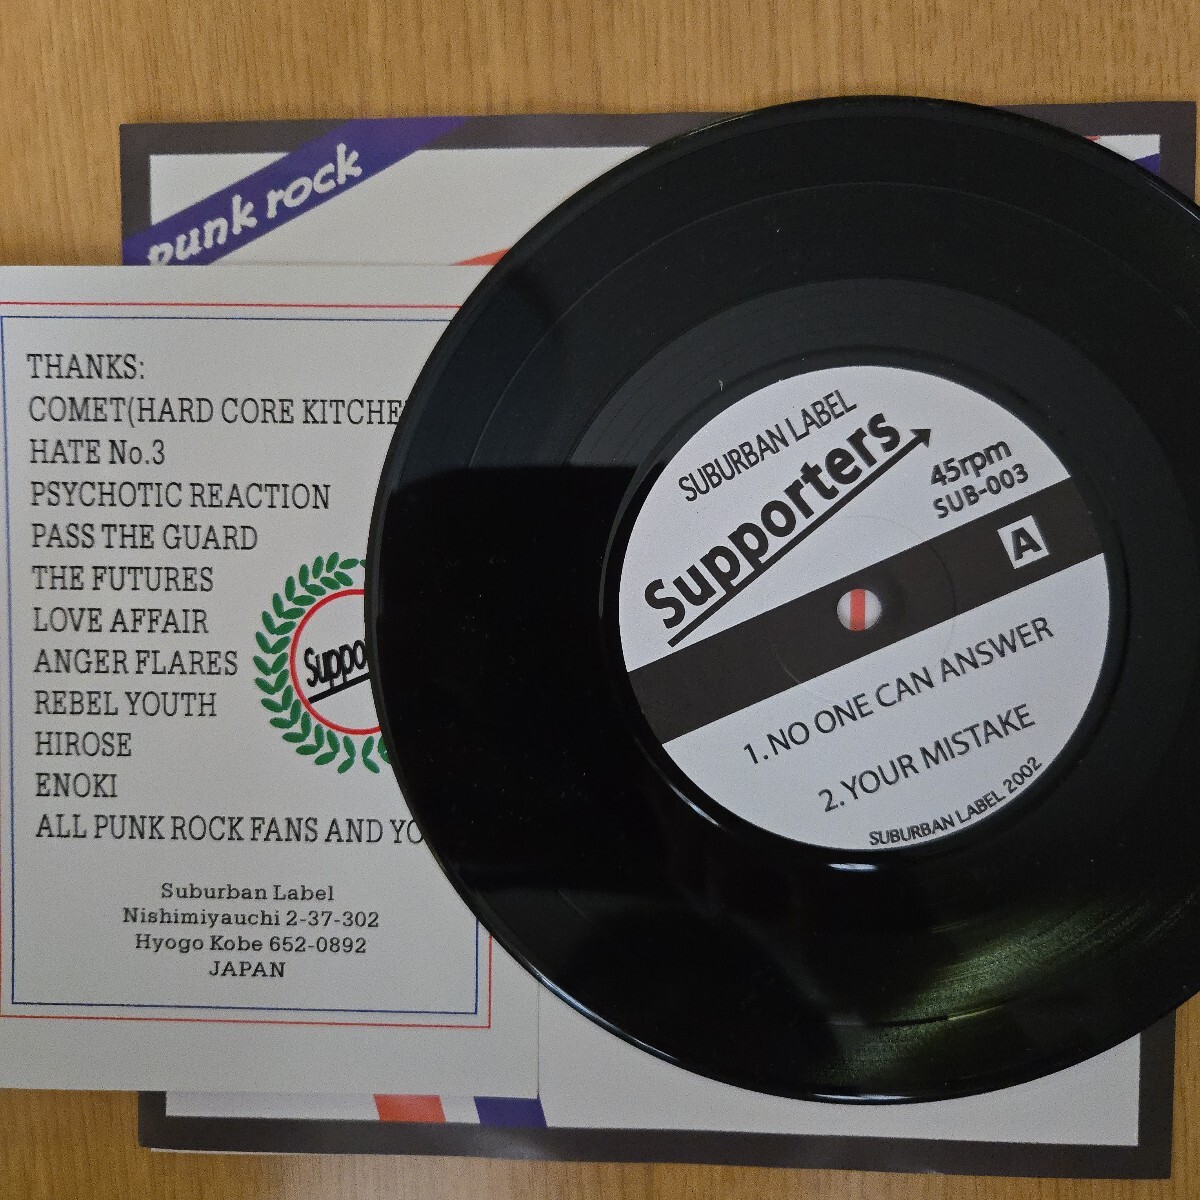 punk rock
THANKS:
COMET(HARD CORE KITCHE
HATE No.3
PSYCHOTIC REACTION
PASS THE GUARD
THE FUTURES
LOVE AFFAIR
ANGER FLARES
REBEL YOUTH
HIROSE
ENOKI
ALL PUNK ROCK FANS AND YO
Suppo
Suburban Label
Nishimiyauchi 2-37-302
Hyogo Kobe 652-0892
JAPAN
SUBURBAN LABEL
Supporters
45rpm
SUB-003
A
1.NO ONE CAN ANSWER
2.YOUR MISTAKE
SUBURBAN LABEL 2002